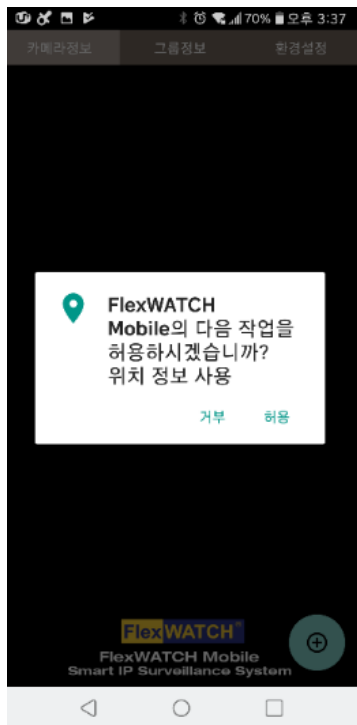 70% 오후 3:37
카메라정보 그룹정보 환경설정
FlexWATCH
Mobile의 다음 작업을
허용하시겠습니까?
위치 정보 사용
거부 허용
FlexWATCH®
FlexWATCH Mobile
Smart IP Surveillance System